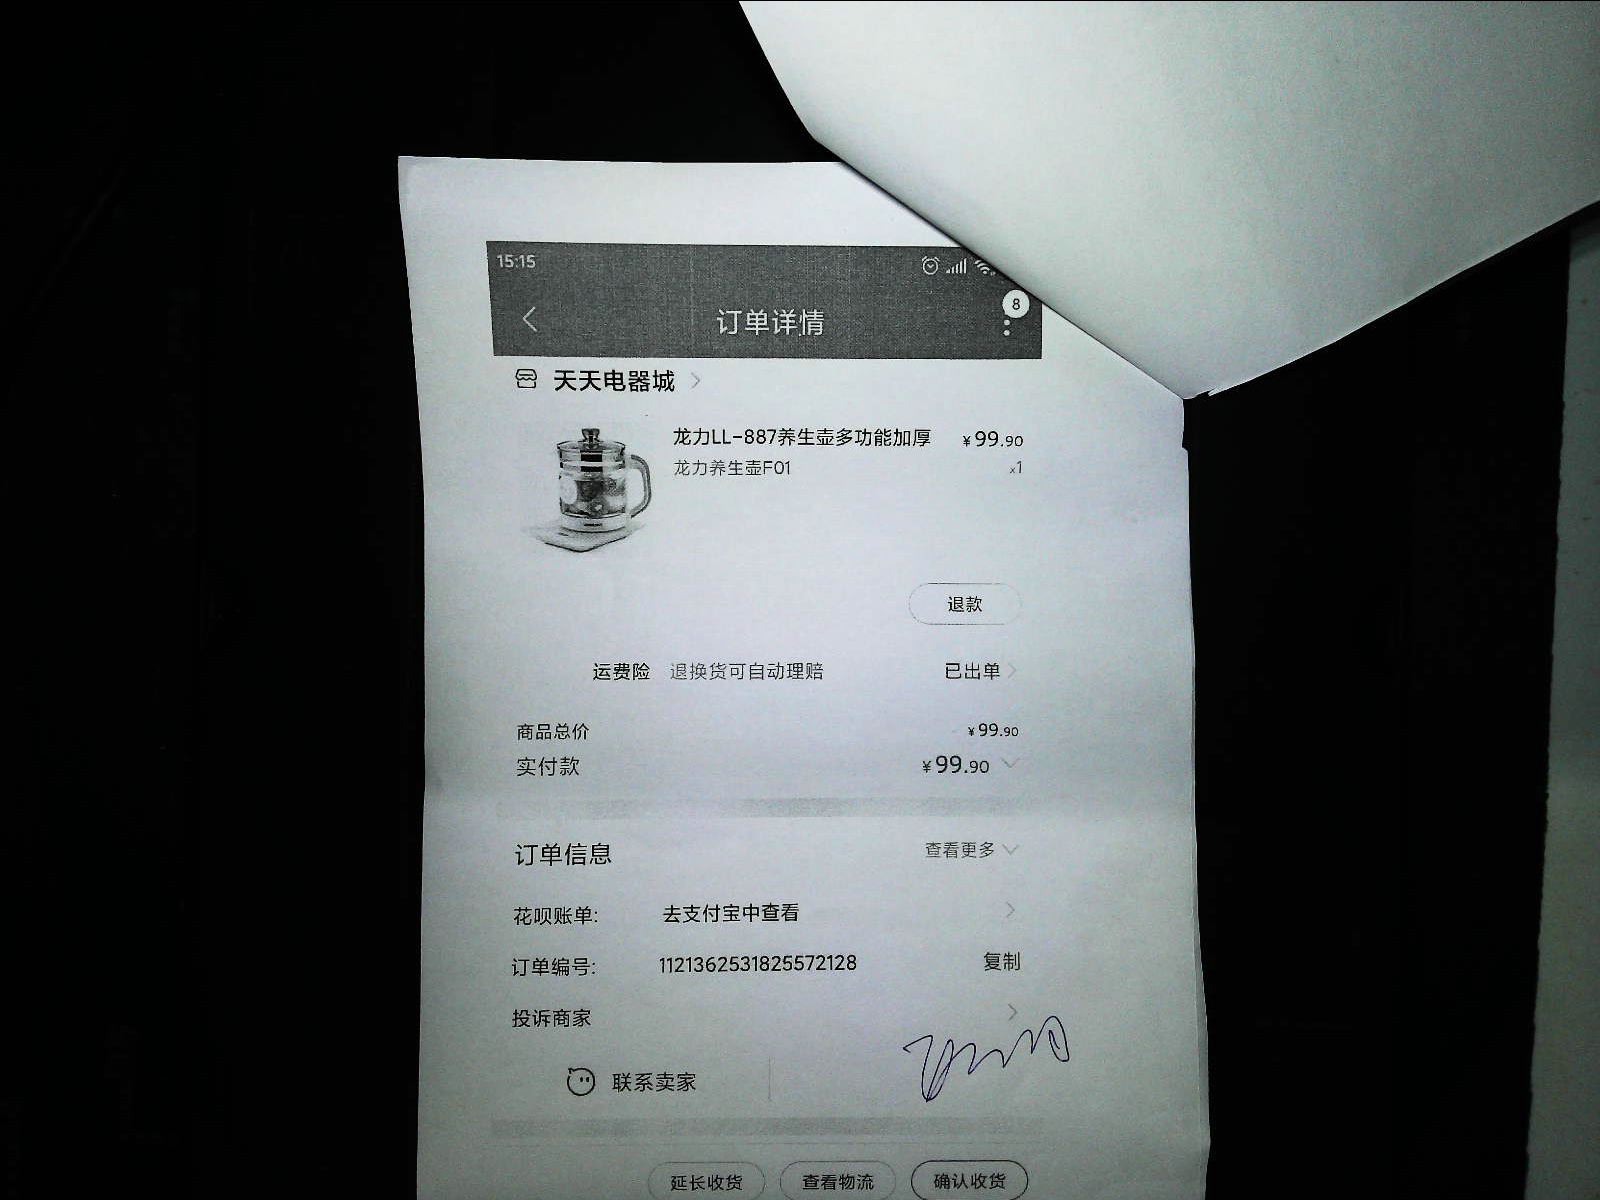 15:15
8
订单详情
天天电器城
龙力LL-887养生壶多功能加厚 ¥99.90
龙力养生壶F01 x1
退款
运费险 退换货可自动理赔 已出单
商品总价 ¥99.90
实付款 ¥99.90
订单信息 查看更多
花呗账单: 去支付宝中查看
订单编号: 1121362531825572128 复制
投诉商家
联系卖家
延长收货 查看物流 确认收货